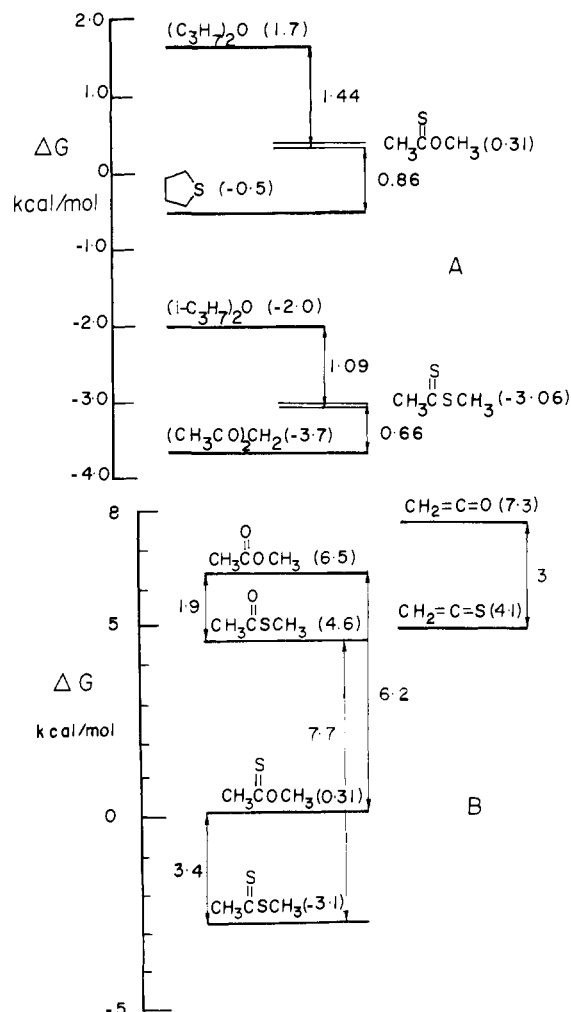 2.0
(C3H7)2O (1.7)
1.0
1.44
S
CH3COCH3 (0.31)
ΔG
0
kcal/mol
S (-0.5)
0.86
-1.0
A
(i-C3H7)2O (-2.0)
-2.0
1.09
S
CH3CSCH3 (-3.06)
-3.0
0.66
(CH3CO)2CH2 (-3.7)
-4.0
8
CH2=C=O (7.3)
O
CH3COCH3 (6.5)
3
1.9
O
CH3CSCH3 (4.6)
CH2=C=S (4.1)
5
6.2
ΔG
7.7
kcal/mol
S
CH3COCH3 (0.31)
B
0
3.4
S
CH3CSCH3 (-3.1)
-5